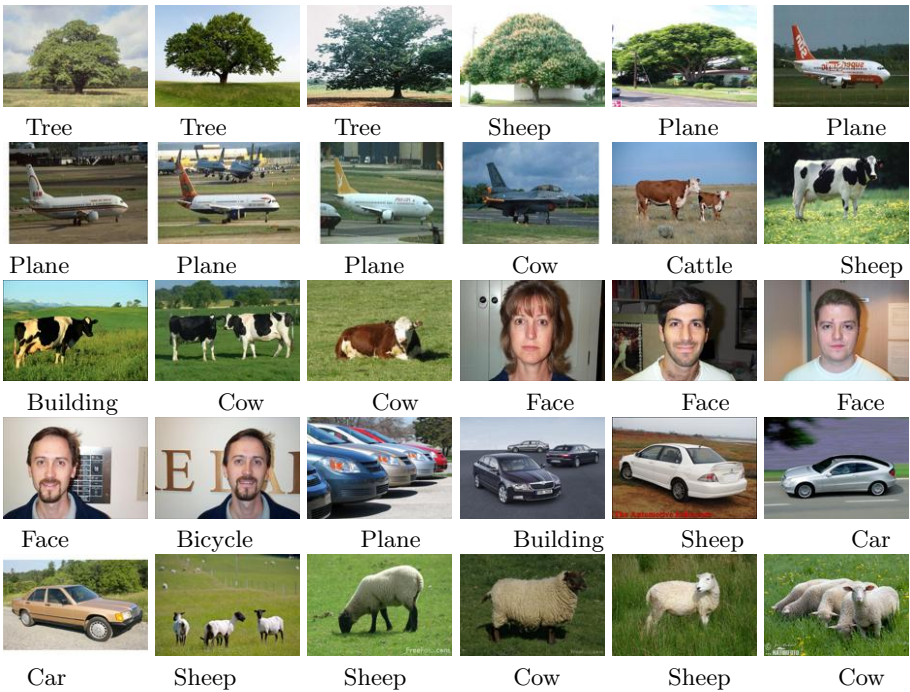 Tree Tree Tree Sheep Plane Plane
Plane Plane Plane Cow Cattle Sheep
Building Cow Cow Face Face Face
Face Bicycle Plane Building Sheep Car
Car Sheep Sheep Cow Sheep Cow